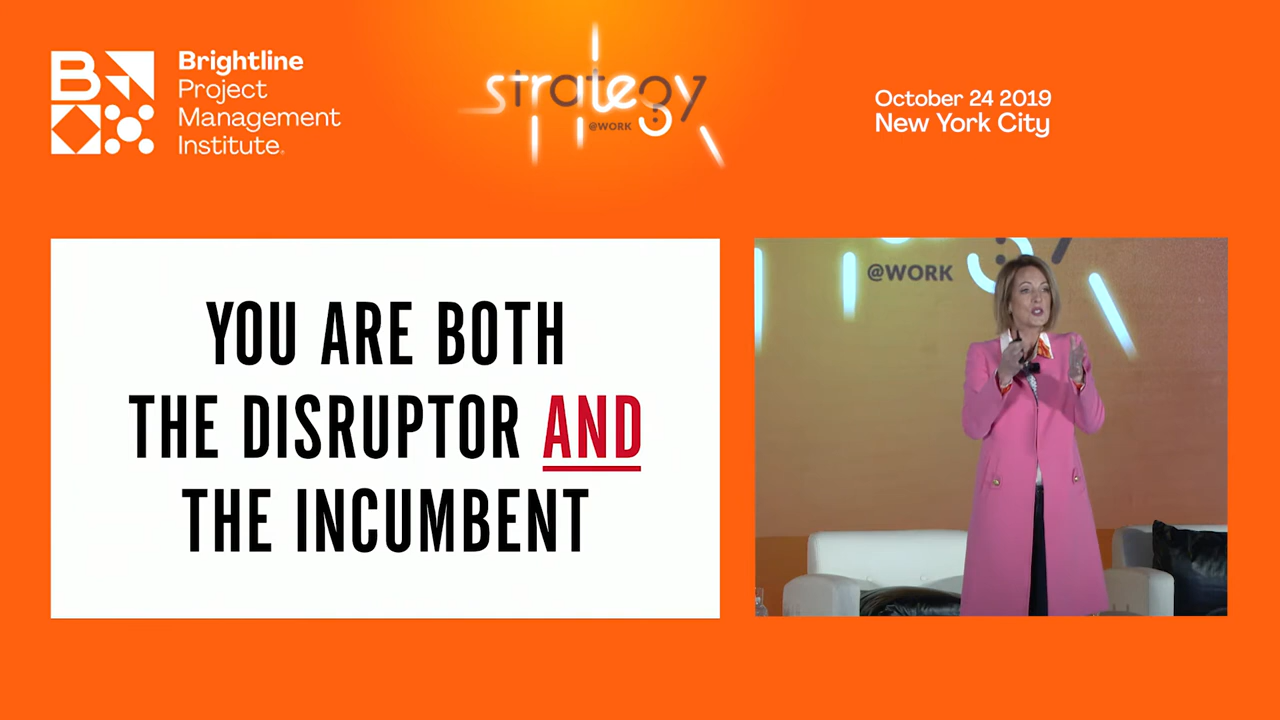 Brightline
Project
Management
Institute.
strategy
@WORK
October 24 2019
New York City
YOU ARE BOTH
THE DISRUPTOR AND
THE INCUMBENT
@WORK